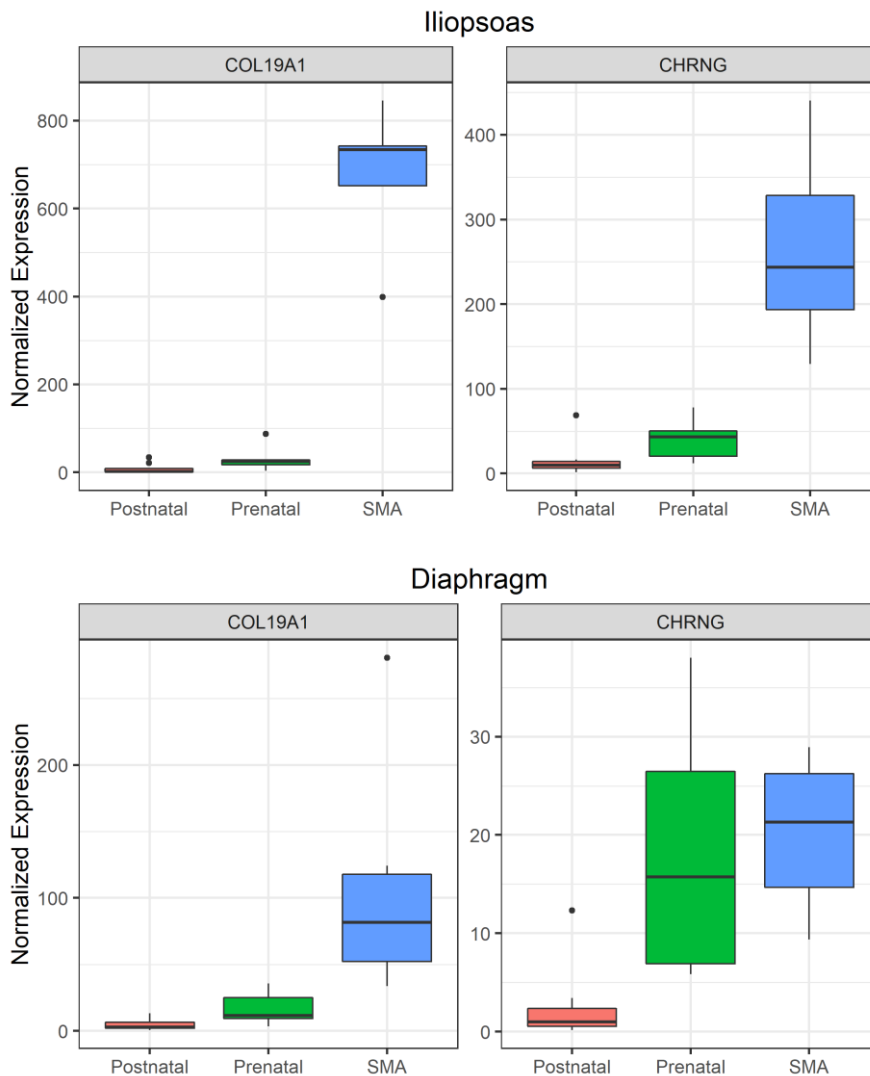 Iliopsoas
COL19A1 CHRNG
Normalized Expression
800
600
400
200
0
400
300
200
100
0
Postnatal Prenatal SMA
Postnatal Prenatal SMA
Diaphragm
COL19A1 CHRNG
Normalized Expression
200
100
0
30
20
10
0
Postnatal Prenatal SMA
Postnatal Prenatal SMA